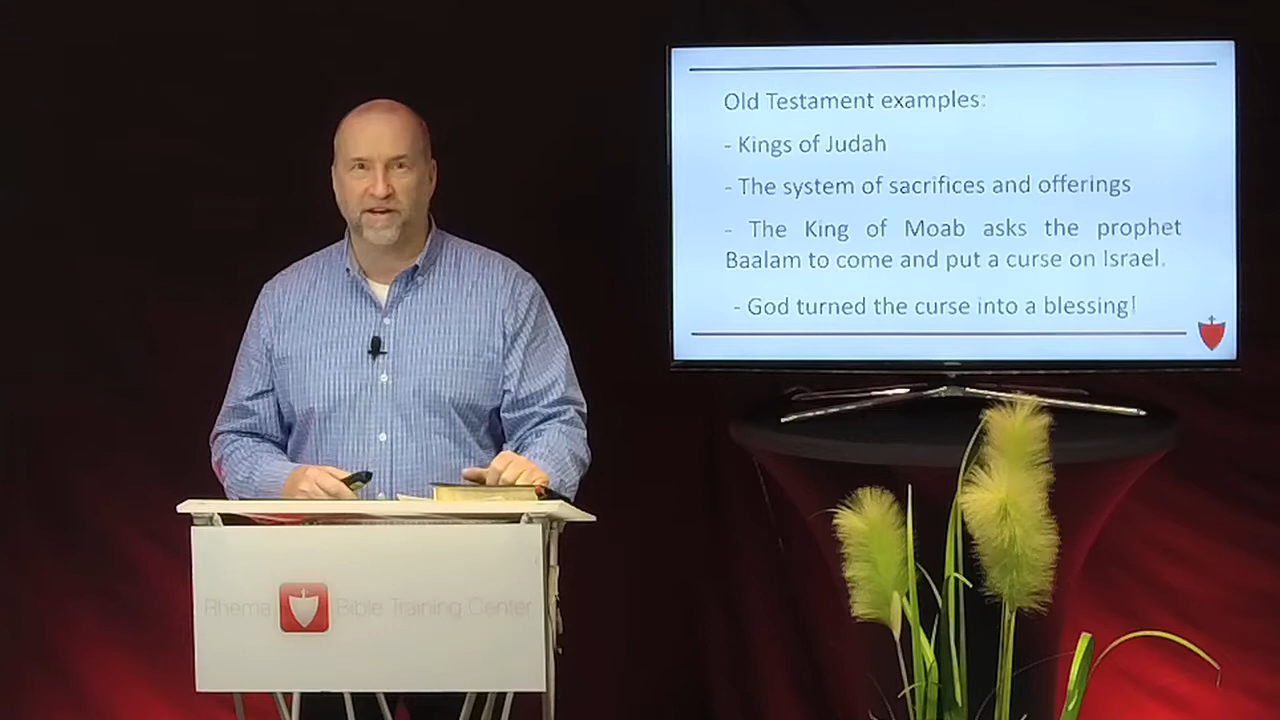 Old Testament examples:
- Kings of Judah
- The system of sacrifices and offerings
- The King of Moab asks the prophet
Baalam to come and put a curse on Israel.
- God turned the curse into a blessing!
Rhema Bible Training Center